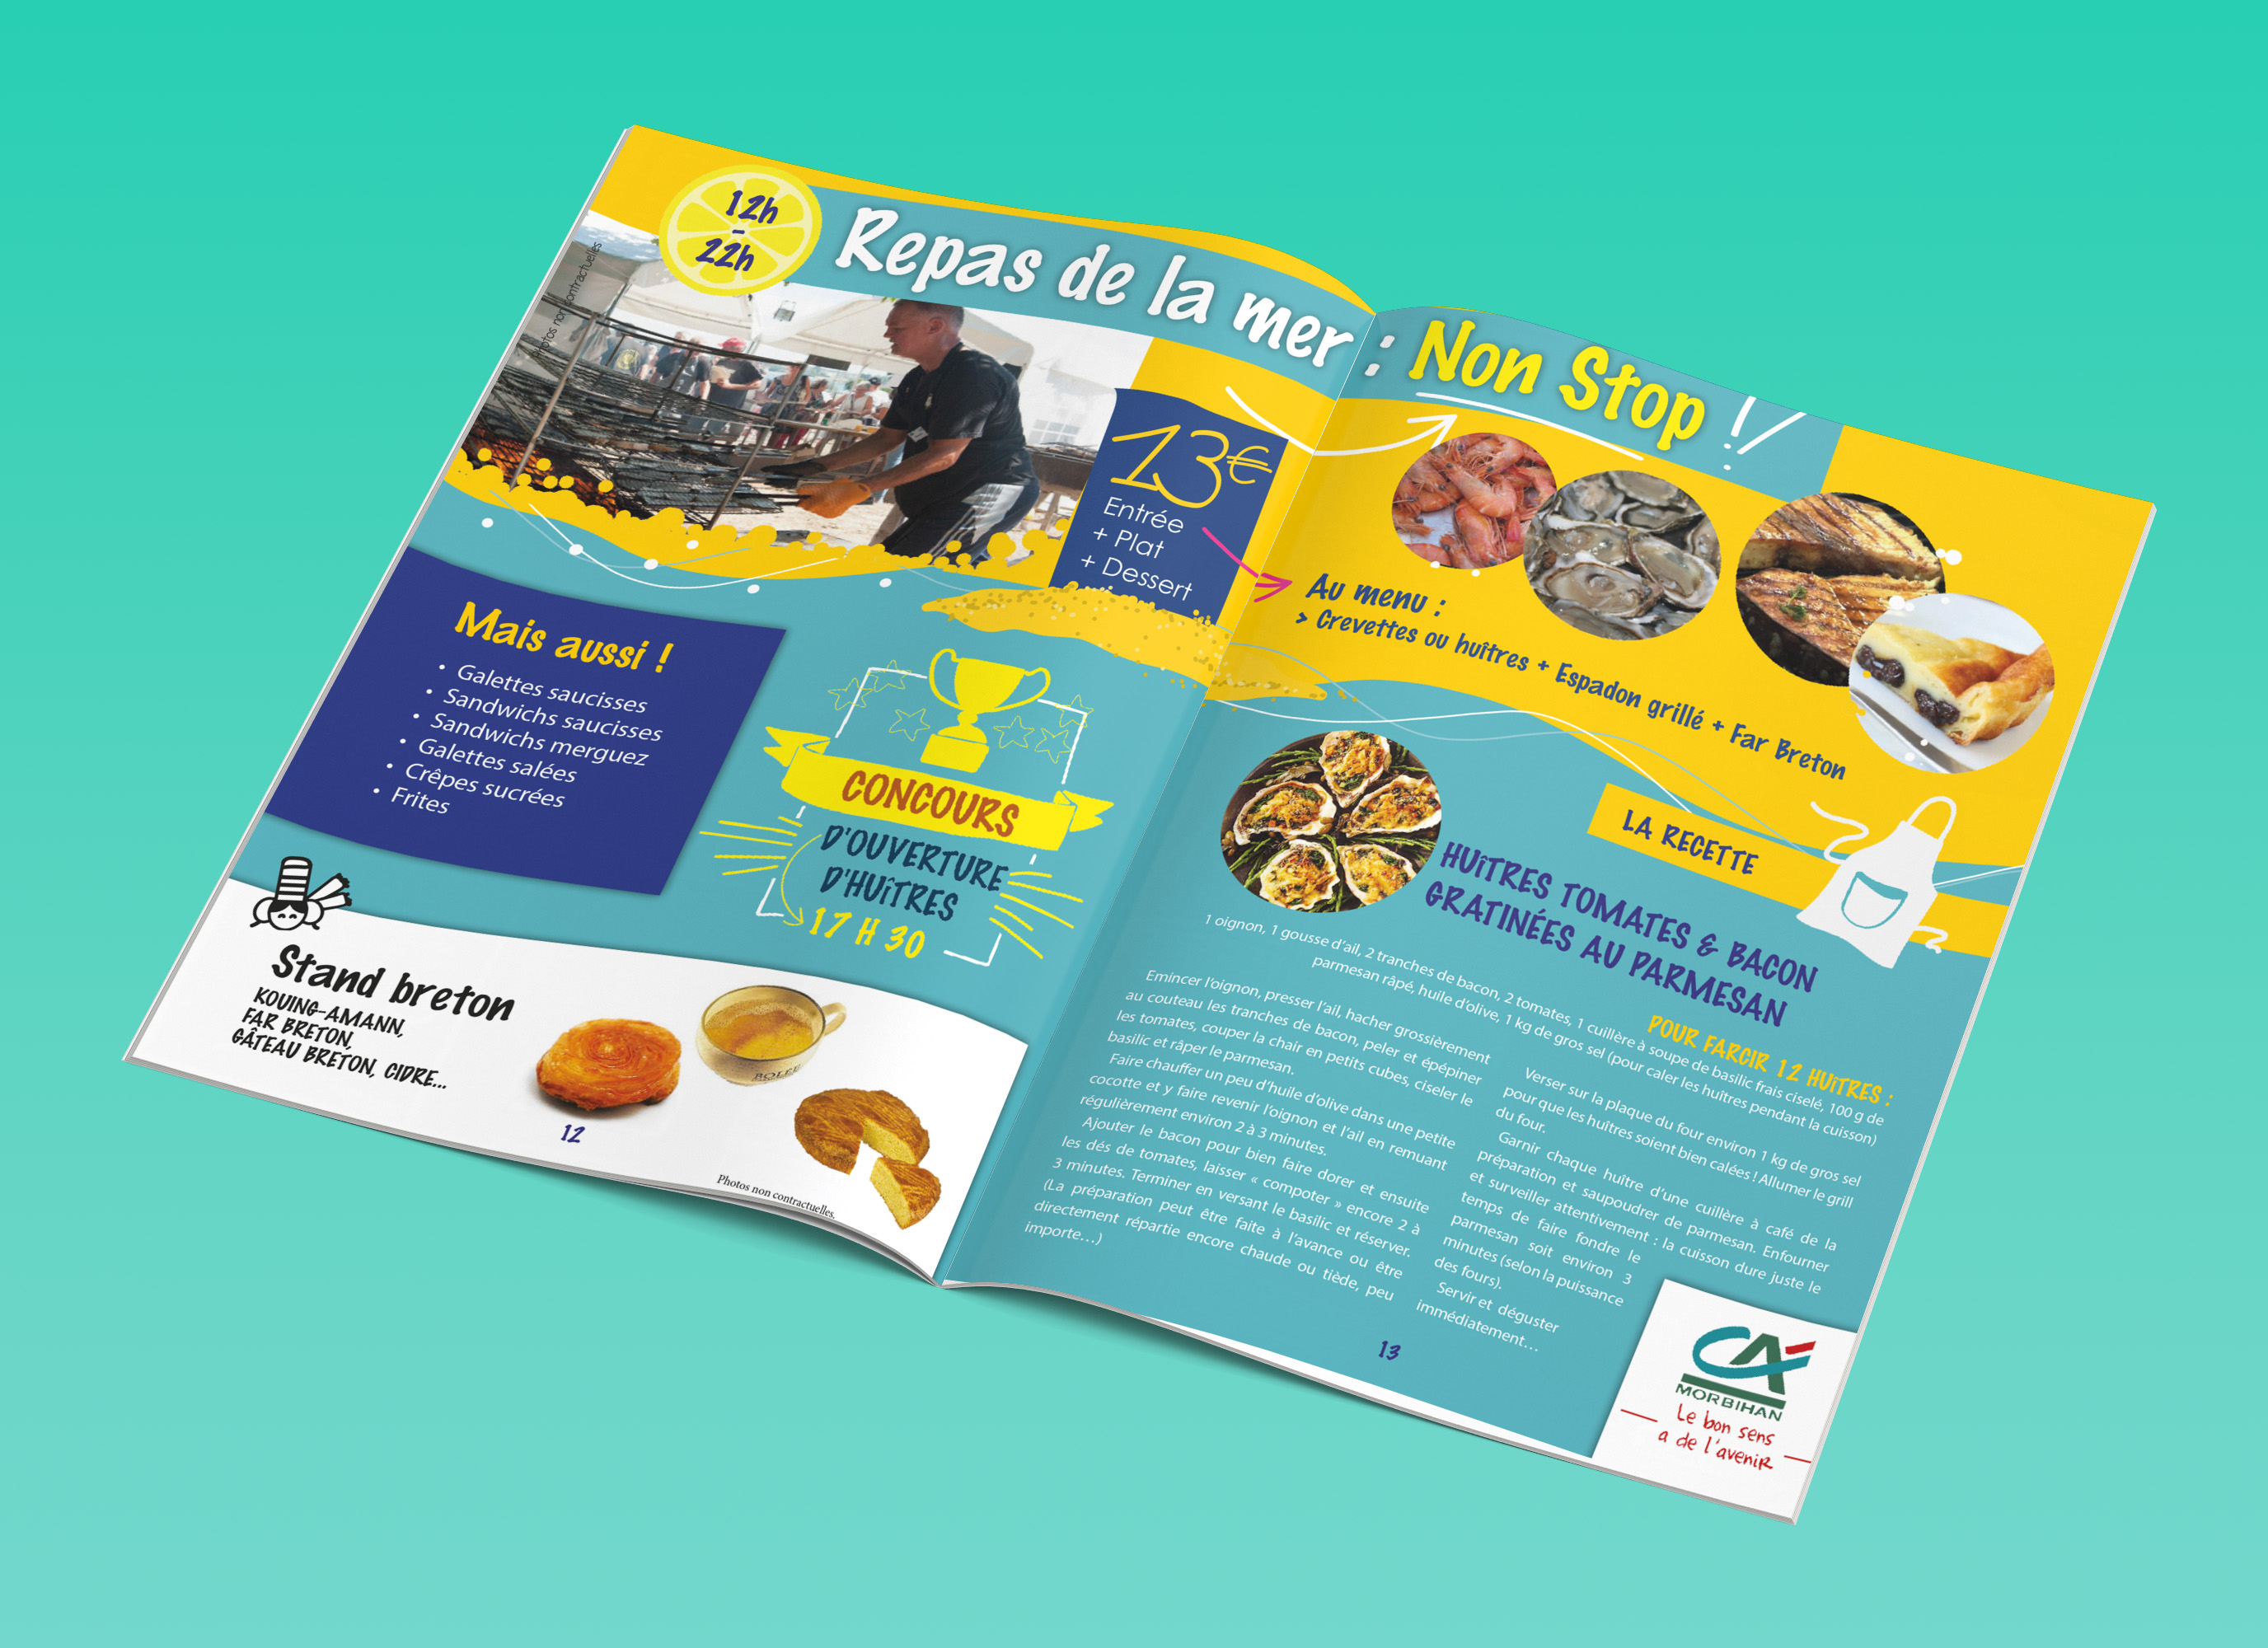 12h
-
22h
Repas de la mer : Non Stop !
Photos non contractuelles
13€
Entrée
+ Plat
+ Dessert
Mais aussi !
• Galettes saucisses
• Sandwichs saucisses
• Sandwichs merguez
• Galettes salées
• Crêpes sucrées
• Frites
CONCOURS
D'OUVERTURE
D'HUîTRES
17 H 30
Stand breton
KOUING-AMANN,
FAR BRETON,
GÂTEAU BRETON, CIDRE...
BOLEE
12
Photos non contractuelles.
Au menu :
> Crevettes ou huîtres + Espadon grillé + Far Breton
LA RECETTE
HUîTRES TOMATES & BACON
GRATINÉES AU PARMESAN
POUR FARCIR 12 HUîTRES :
1 oignon, 1 gousse d'ail, 2 tranches de bacon, 2 tomates, 1 cuillère à soupe de basilic frais ciselé, 100 g de
parmesan râpé, huile d'olive, 1 kg de gros sel (pour caler les huîtres pendant la cuisson)
Emincer l'oignon, presser l'ail, hacher grossièrement
au couteau les tranches de bacon, peler et épépiner
les tomates, couper la chair en petits cubes, ciseler le
basilic et râper le parmesan.
Faire chauffer un peu d'huile d'olive dans une petite
cocotte et y faire revenir l'oignon et l'ail en remuant
régulièrement environ 2 à 3 minutes.
Ajouter le bacon pour bien faire dorer et ensuite
les dés de tomates, laisser « compoter » encore 2 à
3 minutes. Terminer en versant le basilic et réserver.
(La préparation peut être faite à l'avance ou être
directement répartie encore chaude ou tiède, peu
importe...)
Verser sur la plaque du four environ 1 kg de gros sel
pour que les huîtres soient bien calées ! Allumer le grill
du four.
Garnir chaque huître d'une cuillère à café de la
préparation et saupoudrer de parmesan. Enfourner
et surveiller attentivement : la cuisson dure juste le
temps de faire fondre le
parmesan soit environ 3
minutes (selon la puissance
des fours).
Servir et déguster
immédiatement...
13
CA
MORBIHAN
Le bon sens
a de l'avenir